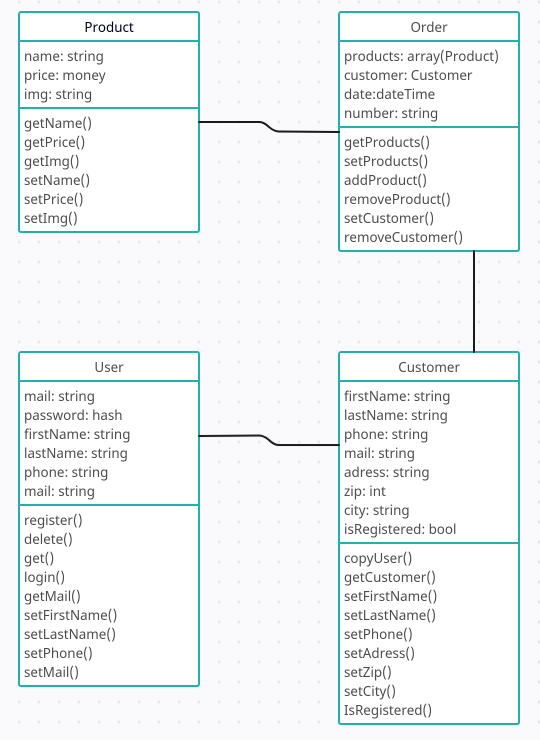 Product
name: string
price: money
img: string
getName()
getPrice()
getImg()
setName()
setPrice()
setImg()
Order
products: array(Product)
customer: Customer
date:dateTime
number: string
getProducts()
setProducts()
addProduct()
removeProduct()
setCustomer()
removeCustomer()
User
mail: string
password: hash
firstName: string
lastName: string
phone: string
mail: string
register()
delete()
get()
login()
getMail()
setFirstName()
setLastName()
setPhone()
setMail()
Customer
firstName: string
lastName: string
phone: string
mail: string
adress: string
zip: int
city: string
isRegistered: bool
copyUser()
getCustomer()
setFirstName()
setLastName()
setPhone()
setAdress()
setZip()
setCity()
IsRegistered()